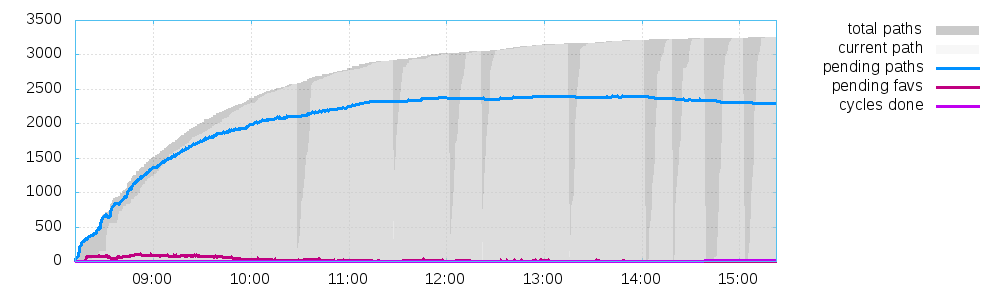 3500
3000
2500
2000
1500
1000
500
0
09:00 10:00 11:00 12:00 13:00 14:00 15:00
total paths
current path
pending paths
pending favs
cycles done